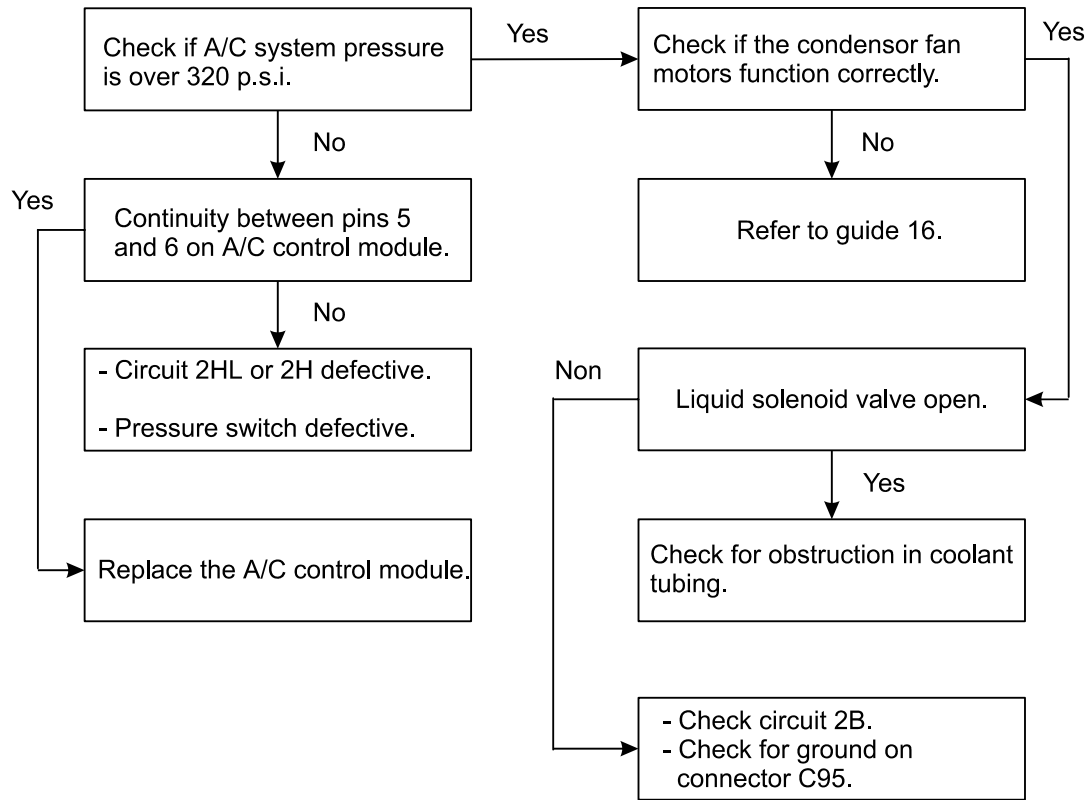 Check if A/C system pressure
is over 320 p.s.i.
Yes
Check if the condensor fan
motors function correctly.
Yes
No
No
Yes
Continuity between pins 5
and 6 on A/C control module.
Refer to guide 16.
No
- Circuit 2HL or 2H defective.
- Pressure switch defective.
Non
Liquid solenoid valve open.
Yes
Replace the A/C control module.
Check for obstruction in coolant
tubing.
- Check circuit 2B.
- Check for ground on
connector C95.